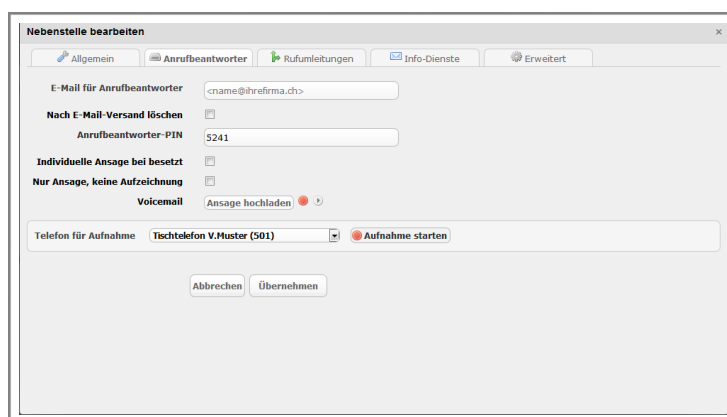 Nebenstelle bearbeiten
Allgemein Anrufbeantworter Rufumleitungen Info-Dienste Erweitert
E-Mail für Anrufbeantworter <name@ihrefirma.ch>
Nach E-Mail-Versand löschen
Anrufbeantworter-PIN 5241
Individuelle Ansage bei besetzt
Nur Ansage, keine Aufzeichnung
Voicemail Ansage hochladen
Telefon für Aufnahme Tischtelefon V.Muster (501) Aufnahme starten
Abbrechen Übernehmen